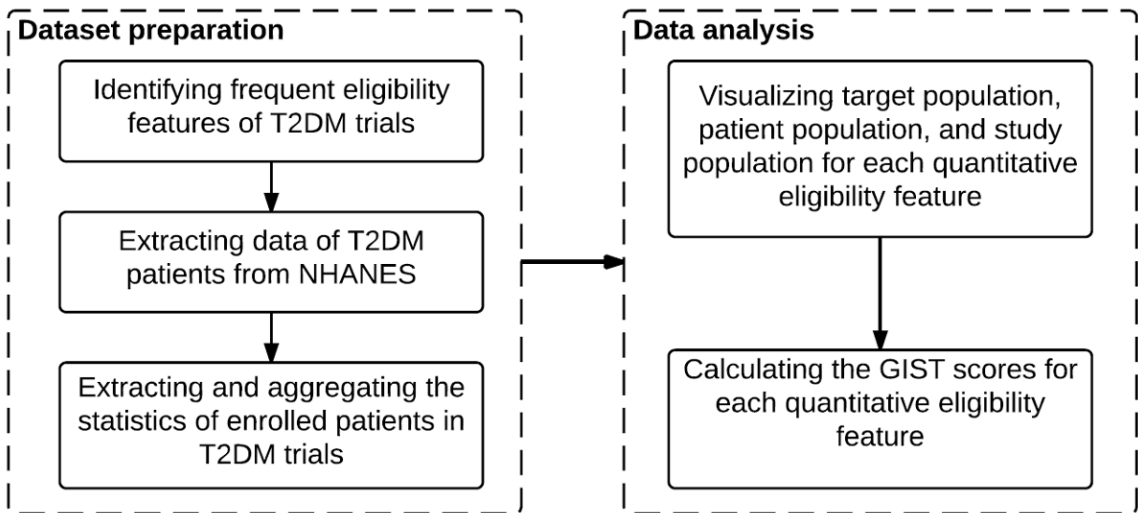 Dataset preparation
Identifying frequent eligibility
features of T2DM trials
Extracting data of T2DM
patients from NHANES
Extracting and aggregating the
statistics of enrolled patients in
T2DM trials
Data analysis
Visualizing target population,
patient population, and study
population for each quantitative
eligibility feature
Calculating the GIST scores for
each quantitative eligibility
feature